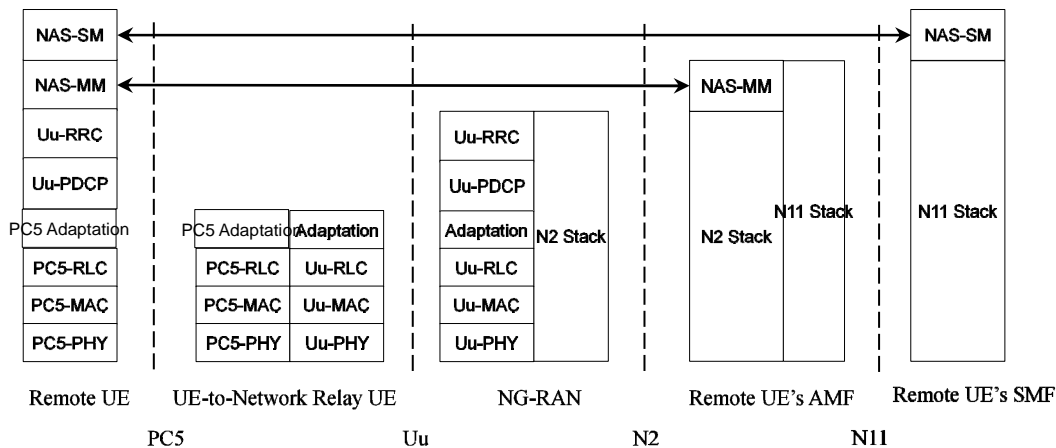 NAS-SM
NAS-MM
Uu-RRC
Uu-PDCP
PC5 Adaptation
PC5-RLC
PC5-MAC
PC5-PHY
Remote UE
PC5
PC5 Adaptation
Adaptation
PC5-RLC
Uu-RLC
PC5-MAC
Uu-MAC
PC5-PHY
Uu-PHY
UE-to-Network Relay UE
Uu
Uu-RRC
Uu-PDCP
Adaptation
Uu-RLC
Uu-MAC
Uu-PHY
N2 Stack
NG-RAN
N2
NAS-MM
N2 Stack
N11 Stack
Remote UE's AMF
N11
NAS-SM
N11 Stack
Remote UE's SMF